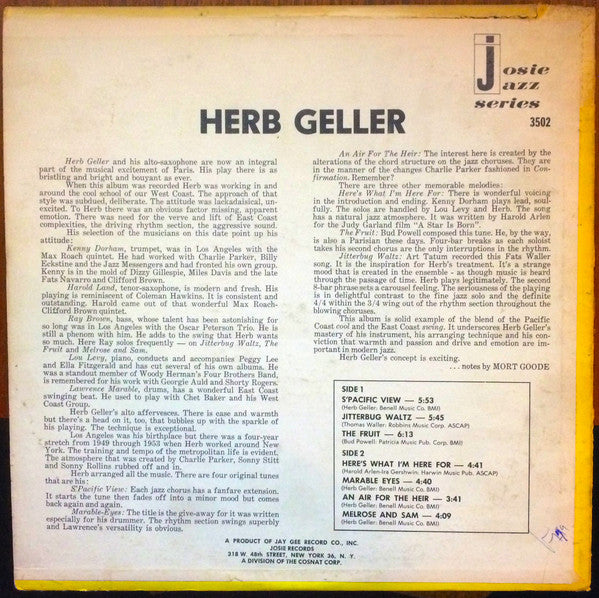 Josie
Jazz
series
3502
HERB GELLER
Herb Geller and his alto-saxophone are now an integral
part of the musical excitement of Paris. His play there is as
bristling and bright and bouyant as ever.
When this album was recorded Herb was working in and
around the cool school of our West Coast. The approach of that
style was subdued, deliberate. The attitude was lackadaisical, un-
excited. To Herb there was an obvious factor missing, apparent
emotion. There was need for the verve and lift of East Coast
complexities, the driving rhythm section, the aggressive sound.
His selection of the musicians on this date point up his
attitude:
Kenny Dorham, trumpet, was in Los Angeles with the
Max Roach quintet. He had worked with Charlie Parker, Billy
Eckstine and the Jazz Messengers and had fronted his own group.
Kenny is in the mold of Dizzy Gillespie, Miles Davis and the late
Fats Navarro and Clifford Brown.
Harold Land, tenor-saxophone, is modern and fresh. His
playing is reminiscent of Coleman Hawkins. It is consistent and
outstanding. Harold came out of that wonderful Max Roach-
Clifford Brown quintet.
Ray Brown, bass, whose talent has been astonishing for
so long was in Los Angeles with the Oscar Peterson Trio. He is
still a phenom with him. He adds to the swing that Herb wants
so much. Here Ray solos frequently — on Jitterbug Waltz, The
Fruit and Melrose and Sam.
Lou Levy, piano, conducts and accompanies Peggy Lee
and Ella Fitzgerald and has cut several of his own albums. He
was a standout member of Woody Herman's Four Brothers Band,
is remembered for his work with Georgie Auld and Shorty Rogers.
Lawrence Marable, drums, has a wonderful East Coast
swinging beat. He used to play with Chet Baker and his West
Coast Group.
Herb Geller's alto affervesces. There is ease and warmth
but there's a head on it, too, that bubbles up with the sparkle of
his playing. The technique is exceptional.
Los Angeles was his birthplace but there was a four-year
stretch from 1949 through 1953 when Herb worked around New
York. The training and tempo of the metropolitan life is evident.
The atmosphere that was created by Charlie Parker, Sonny Stitt
and Sonny Rollins rubbed off and in.
Herb arranged all the music. There are four original tunes
that are his:
S'Pacific View: Each jazz chorus has a fanfare extension.
It starts the tune then fades off into a minor mood but comes
back again and again.
Marable-Eyes: The title is the give-away for it was written
especially for his drummer. The rhythm section swings superbly
and Lawrence's versatility is obvious.
An Air For The Heir: The interest here is created by the
alterations of the chord structure on the jazz choruses. They are
in the manner of the changes Charlie Parker fashioned in Con-
firmation. Remember?
There are three other memorable melodies:
Here's What I'm Here For: There is wonderful voicing
in the introduction and ending. Kenny Dorham plays lead, soul-
fully. The solos are handled by Lou Levy and Herb. The song
has a natural jazz atmosphere. It was written by Harold Arlen
for the Judy Garland film "A Star Is Born".
The Fruit: Bud Powell composed this tune. He, by the way,
is also a Parisian these days. Four-bar breaks as each soloist
takes his second chorus are the only interruptions in the rhythm.
Jitterbug Waltz: Art Tatum recorded this Fats Waller
song. It is the inspiration for Herb's treatment. It's a strange
mood that is created in the ensemble - as though music is heard
through the passage of time. Herb plays legitimately. The second
8-bar phrase sets a carousel feeling. The seriousness of the playing
is in delightful contrast to the fine jazz solo and the definite
4/4 within the 3/4 wing out of the rhythm section throughout the
blowing choruses.
This album is solid example of the blend of the Pacific
Coast cool and the East Coast swing. It underscores Herb Geller's
mastery of his instrument, his arranging technique and his con-
viction that warmth and passion and drive and emotion are im-
portant in modern jazz.
Herb Geller's concept is exciting.
. . . notes by MORT GOODE
SIDE 1
S'PACIFIC VIEW — 5:53
(Herb Geller: Benell Music Co. BMI)
JITTERBUG WALTZ — 5:45
(Thomas Waller: Robbins Music Corp. ASCAP)
THE FRUIT — 6:13
(Bud Powell: Patricia Music Pub. Corp. BMI)
SIDE 2
HERE'S WHAT I'M HERE FOR — 4:41
(Harold Arlen-Ira Gershwin: Harwin Music Corp. ASCAP)
MARABLE EYES — 4:40
(Herb Geller: Benell Music Co. BMI)
AN AIR FOR THE HEIR — 3:41
(Herb Geller: Benell Music Co. BMI)
MELROSE AND SAM — 4:09
(Herb Geller: Benell Music Co. BMI)
A PRODUCT OF JAY GEE RECORD CO., INC.
JOSIE RECORDS
318 W. 48th STREET, NEW YORK 36, N. Y.
A DIVISION OF THE COSNAT CORP.